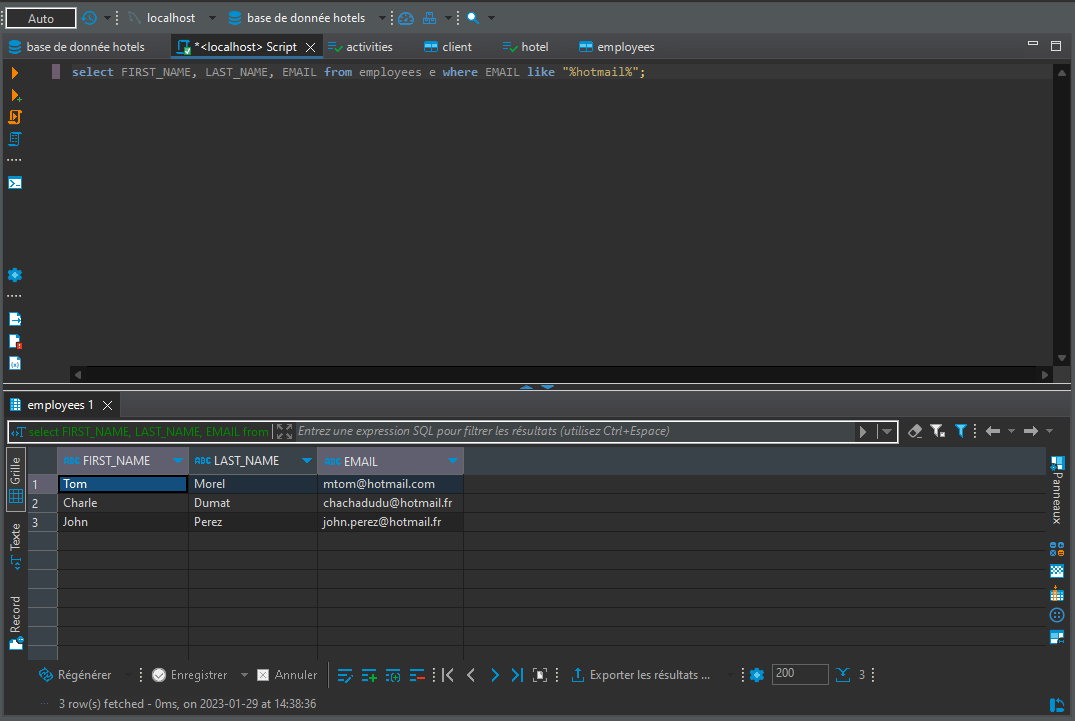 Auto localhost base de donnée hotels
base de donnée hotels *<localhost> Script activities client hotel employees
select FIRST_NAME, LAST_NAME, EMAIL from employees e where EMAIL like "%hotmail%";
employees 1
select FIRST_NAME, LAST_NAME, EMAIL from Entrez une expression SQL pour filtrer les résultats (utilisez Ctrl+Espace)
Grille
Texte
Record
ABC FIRST_NAME ABC LAST_NAME ABC EMAIL
1 Tom Morel mtom@hotmail.com
2 Charle Dumat chachadudu@hotmail.fr
3 John Perez john.perez@hotmail.fr
Panneaux
Régénérer Enregistrer Annuler Exporter les résultats ... 200 3
3 row(s) fetched - 0ms, on 2023-01-29 at 14:38:36